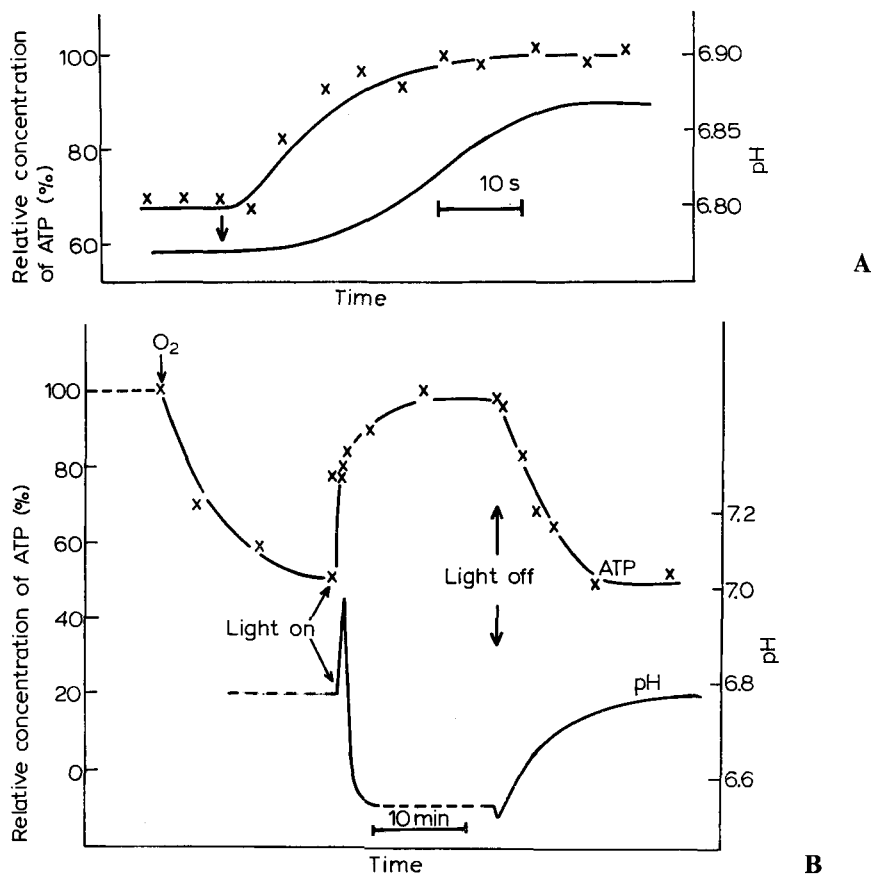 Relative concentration
of ATP (%)
100
80
60
6.90
6.85
6.80
pH
10 s
Time
A
O2
100
80
60
40
20
0
Relative concentration of ATP (%)
Light on
Light off
ATP
pH
7.2
7.0
6.8
6.6
pH
10 min
Time
B